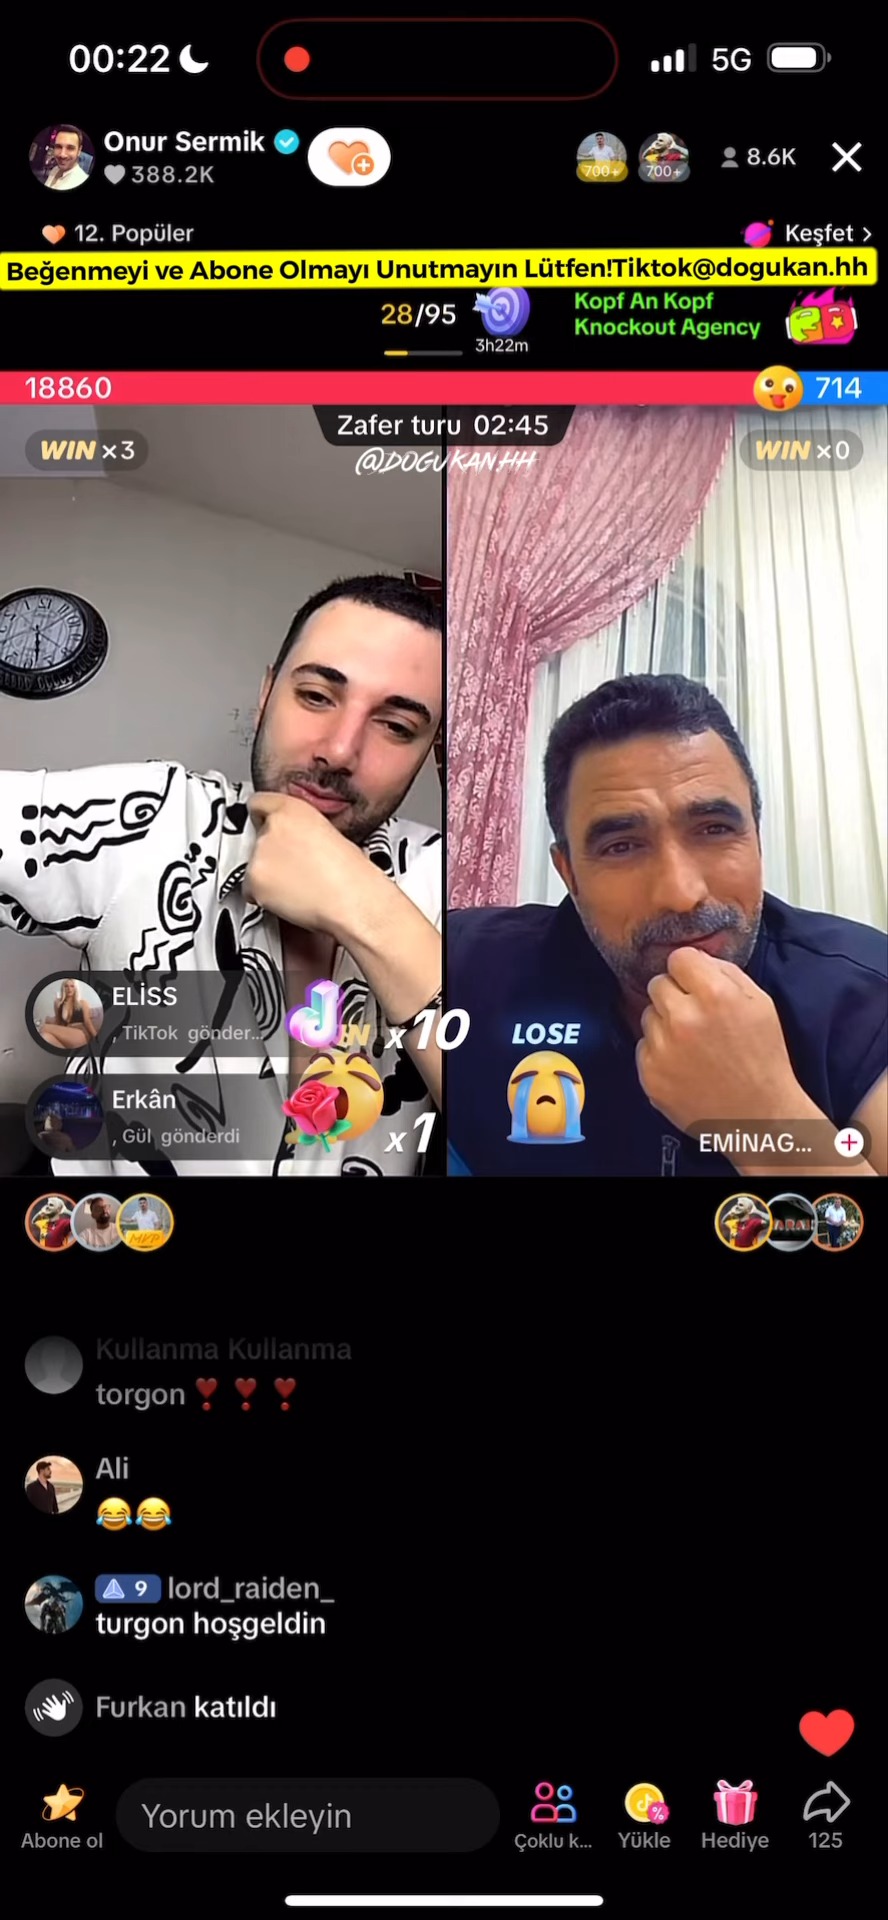 00:22
5G
Onur Sermik
388.2K
700+
700+
8.6K
12. Popüler
Keşfet >
Beğenmeyi ve Abone Olmayı Unutmayın Lütfen!Tiktok@dogukan.hh
28/95
3h22m
Kopf An Kopf
Knockout Agency
18860
714
Zafer turu 02:45
WIN x3
@DOGUKAN.HH
WIN x0
ELİSS
, TikTok gönder...
x10
LOSE
Erkân
, Gül gönderdi
x1
EMİNAG...
MVP
Kullanma Kullanma
torgon
Ali
9 lord_raiden_
turgon hoşgeldin
Furkan katıldı
Abone ol
Yorum ekleyin
Çoklu k...
Yükle
Hediye
125